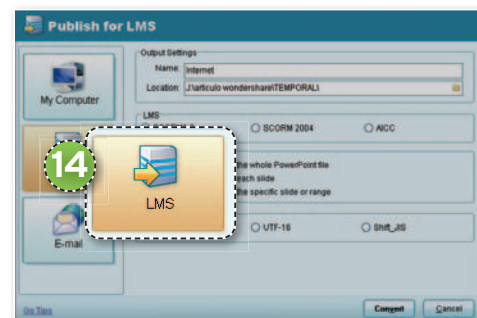 Publish for LMS
Output Settings
Name: Internet
Location: J:\articulo wondershare\TEMPORAL\
My Computer
LMS
SCORM 2004
AICC
14
LMS
the whole PowerPoint file
each slide
the specific slide or range
E-mail
UTF-16
Shift_JIS
Go Tips
Convert
Cancel